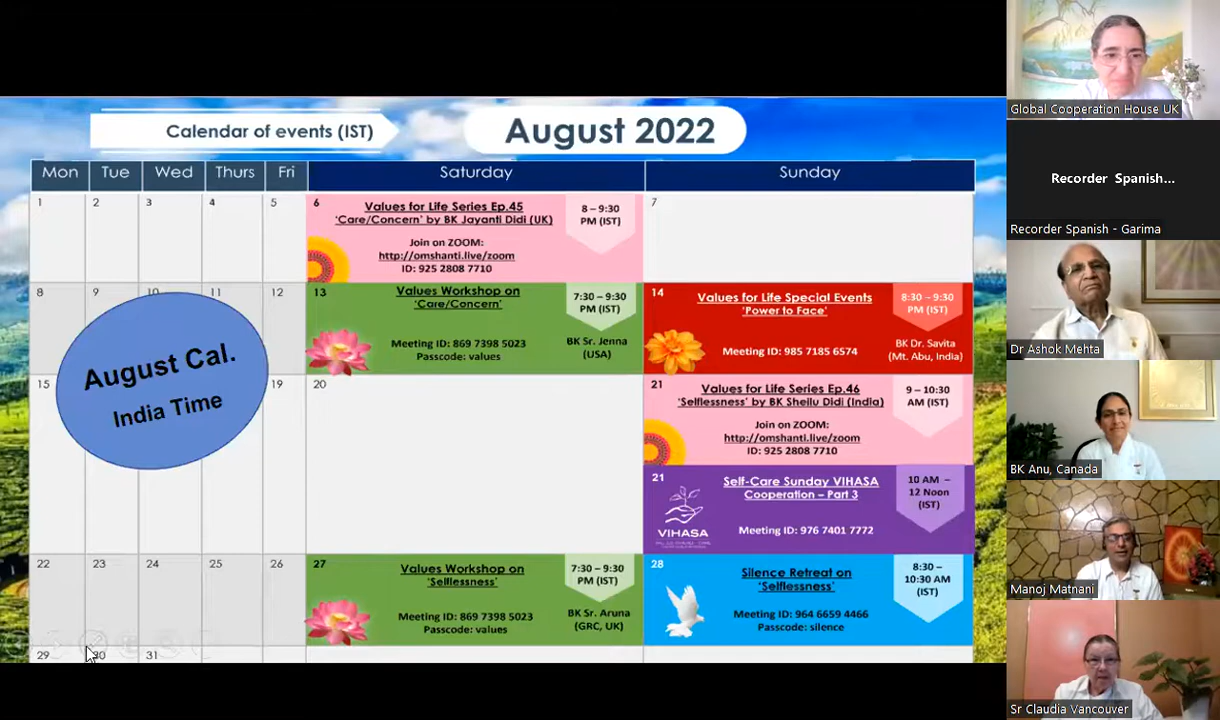 Calendar of events (IST)
August 2022
Mon Tue Wed Thurs Fri Saturday Sunday
1 2 3 4 5
6 Values for Life Series Ep.45
'Care/Concern' by BK Jayanti Didi (UK)
Join on ZOOM:
http://omshanti.live/zoom
ID: 925 2808 7710
8 – 9:30
PM (IST)
7
8 9 10 11 12
13 Values Workshop on
'Care/Concern'
Meeting ID: 869 7398 5023
Passcode: values
7:30 – 9:30
PM (IST)
BK Sr. Jenna
(USA)
14 Values for Life Special Events
'Power to Face'
Meeting ID: 985 7185 6574
8:30 – 9:30
PM (IST)
BK Dr. Savita
(Mt. Abu, India)
August Cal.
India Time
15 19 20
21 Values for Life Series Ep.46
'Selflessness' by BK Sheilu Didi (India)
Join on ZOOM:
http://omshanti.live/zoom
ID: 925 2808 7710
9 – 10:30
AM (IST)
21 Self-Care Sunday VIHASA
Cooperation – Part 3
Meeting ID: 976 7401 7772
VIHASA
10 AM –
12 Noon
(IST)
22 23 24 25 26
27 Values Workshop on
'Selflessness'
Meeting ID: 869 7398 5023
Passcode: values
7:30 – 9:30
PM (IST)
BK Sr. Aruna
(GRC, UK)
28 Silence Retreat on
'Selflessness'
Meeting ID: 964 6659 4466
Passcode: silence
8:30 –
10:30 AM
(IST)
29 30 31
Global Cooperation House UK
Recorder Spanish...
Recorder Spanish - Garima
Dr Ashok Mehta
BK Anu, Canada
Manoj Matnani
Sr Claudia Vancouver